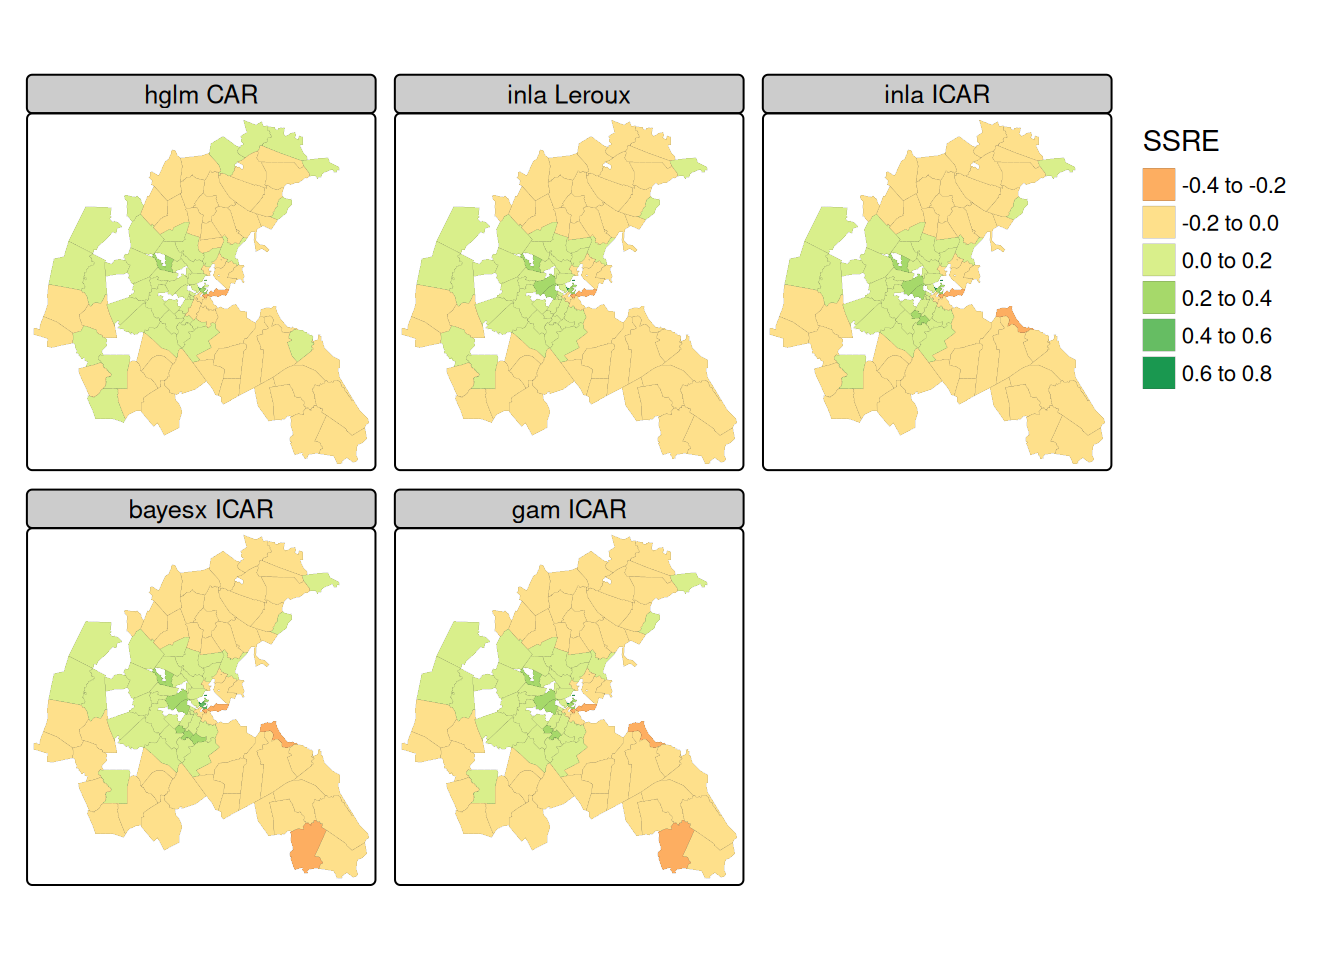 hglm CAR
inla Leroux
inla ICAR
SSRE
-0.4 to -0.2
-0.2 to 0.0
0.0 to 0.2
0.2 to 0.4
0.4 to 0.6
0.6 to 0.8
bayesx ICAR
gam ICAR